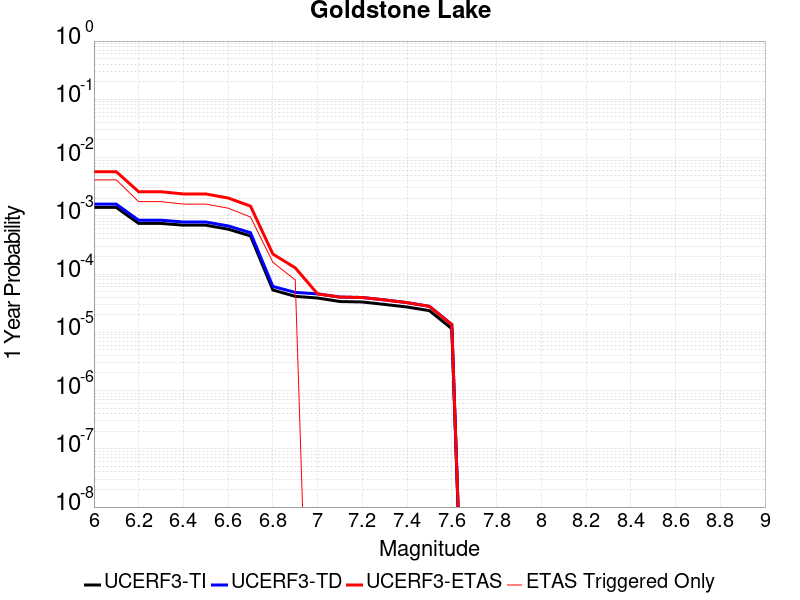 Goldstone Lake
10^0
10^-1
10^-2
10^-3
10^-4
10^-5
10^-6
10^-7
10^-8
1 Year Probability
6 6.2 6.4 6.6 6.8 7 7.2 7.4 7.6 7.8 8 8.2 8.4 8.6 8.8 9
Magnitude
UCERF3-TI UCERF3-TD UCERF3-ETAS ETAS Triggered Only